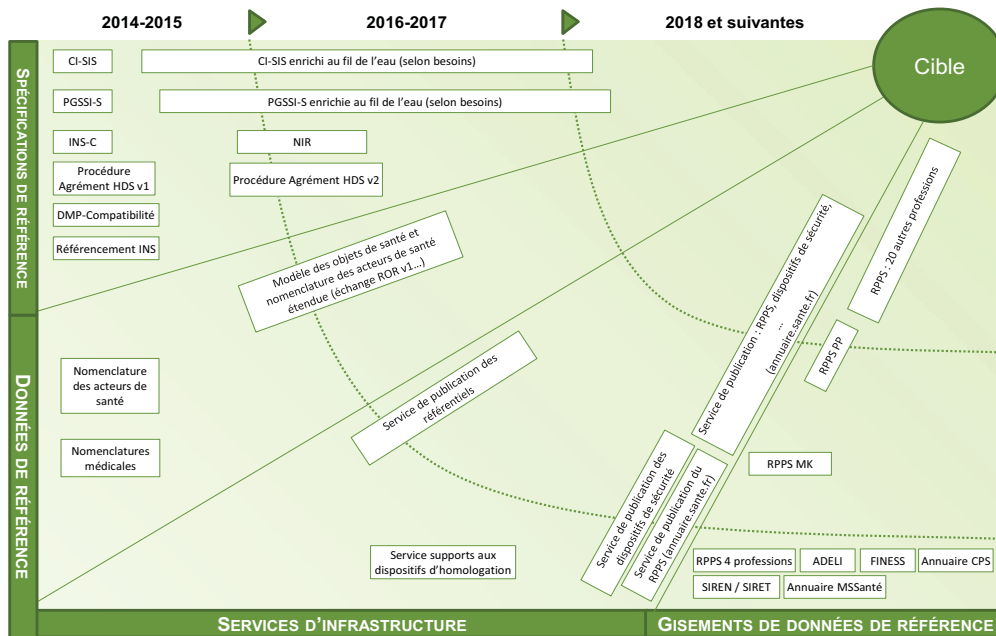 2014-2015
2016-2017
2018 et suivantes
Cible
SPÉCIFICATIONS DE RÉFÉRENCE
CI-SIS
CI-SIS enrichi au fil de l'eau (selon besoins)
PGSSI-S
PGSSI-S enrichie au fil de l'eau (selon besoins)
INS-C
NIR
Procédure
Agrément HDS v1
Procédure Agrément HDS v2
DMP-Compatibilité
Référencement INS
Modèle des objets de santé et
nomenclature des acteurs de santé
étendue (échange ROR v1...)
DONNÉES DE RÉFÉRENCE
Nomenclature
des acteurs de
santé
Nomenclatures
médicales
Service de publication des
référentiels
Service supports aux
dispositifs d'homologation
Service de publication des
dispositifs de sécurité
Service de publication du
RPPS (annuaire.sante.fr)
Service de publication : RPPS, dispositifs de sécurité,
...
(annuaire.sante.fr)
RPPS : 20 autres professions
RPPS PP
RPPS MK
RPPS 4 professions
ADELI
FINESS
Annuaire CPS
SIREN / SIRET
Annuaire MSSanté
SERVICES D'INFRASTRUCTURE
GISEMENTS DE DONNÉES DE RÉFÉRENCE